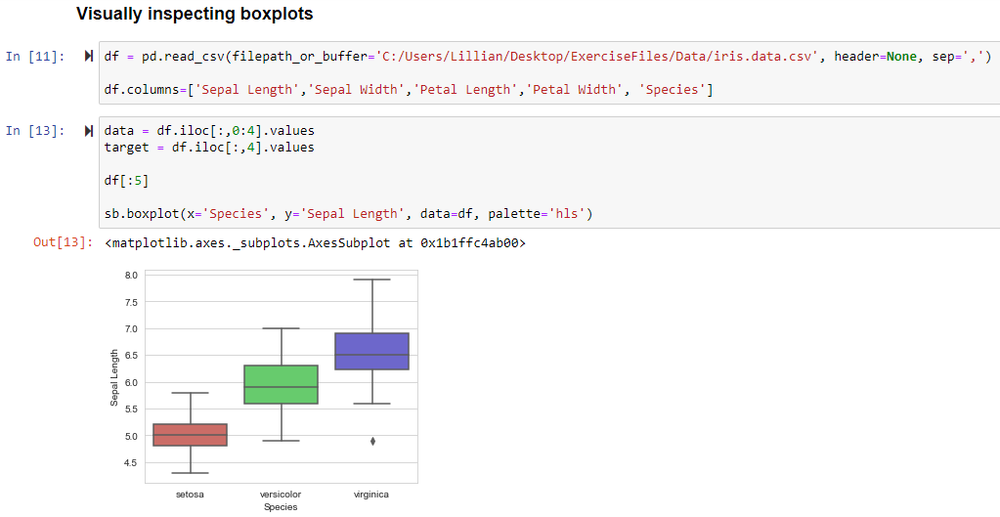 Visually inspecting boxplots
In [11]: df = pd.read_csv(filepath_or_buffer='C:/Users/Lillian/Desktop/ExerciseFiles/Data/iris.data.csv', header=None, sep=',')
df.columns=['Sepal Length','Sepal Width','Petal Length','Petal Width', 'Species']
In [13]: data = df.iloc[:,0:4].values
target = df.iloc[:,4].values
df[:5]
sb.boxplot(x='Species', y='Sepal Length', data=df, palette='hls')
Out[13]: <matplotlib.axes._subplots.AxesSubplot at 0x1b1ffc4ab00>
8.0
7.5
7.0
6.5
6.0
5.5
5.0
4.5
Sepal Length
setosa versicolor virginica
Species